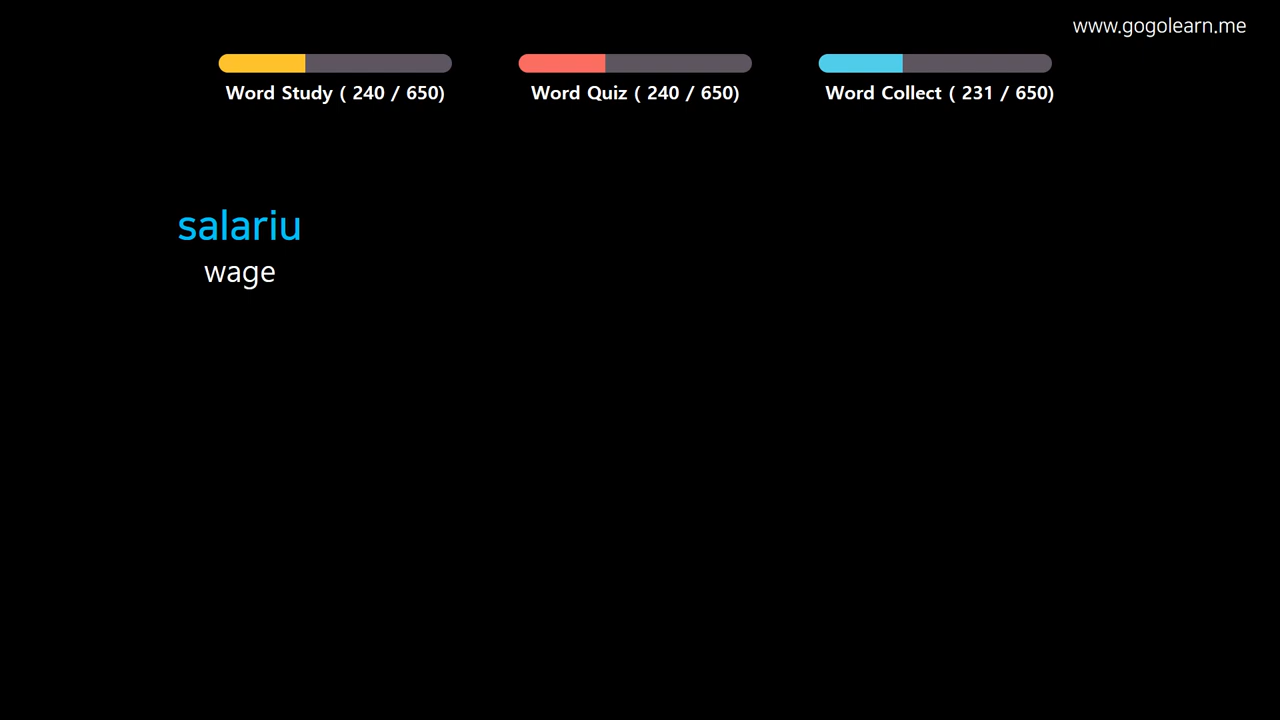 www.gogolearn.me
Word Study ( 240 / 650)
Word Quiz ( 240 / 650)
Word Collect ( 231 / 650)
salariu
wage